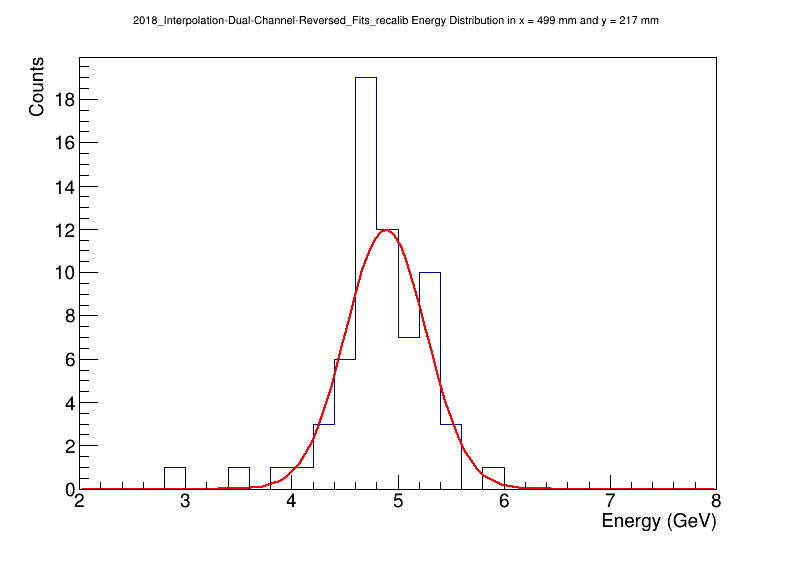 2018_Interpolation-Dual-Channel-Reversed_Fits_recalib Energy Distribution in x = 499 mm and y = 217 mm
Counts
18
16
14
12
10
8
6
4
2
0
2 3 4 5 6 7 8
Energy (GeV)